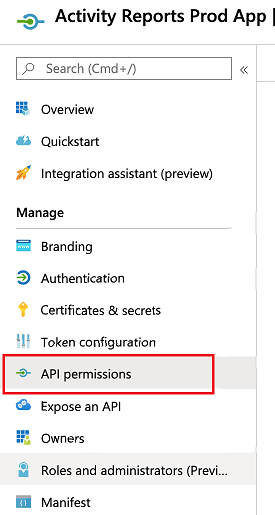 Activity Reports Prod App |
Search (Cmd+/)
«
Overview
Quickstart
Integration assistant (preview)
Manage
Branding
Authentication
Certificates & secrets
Token configuration
API permissions
Expose an API
Owners
Roles and administrators (Previ...
Manifest